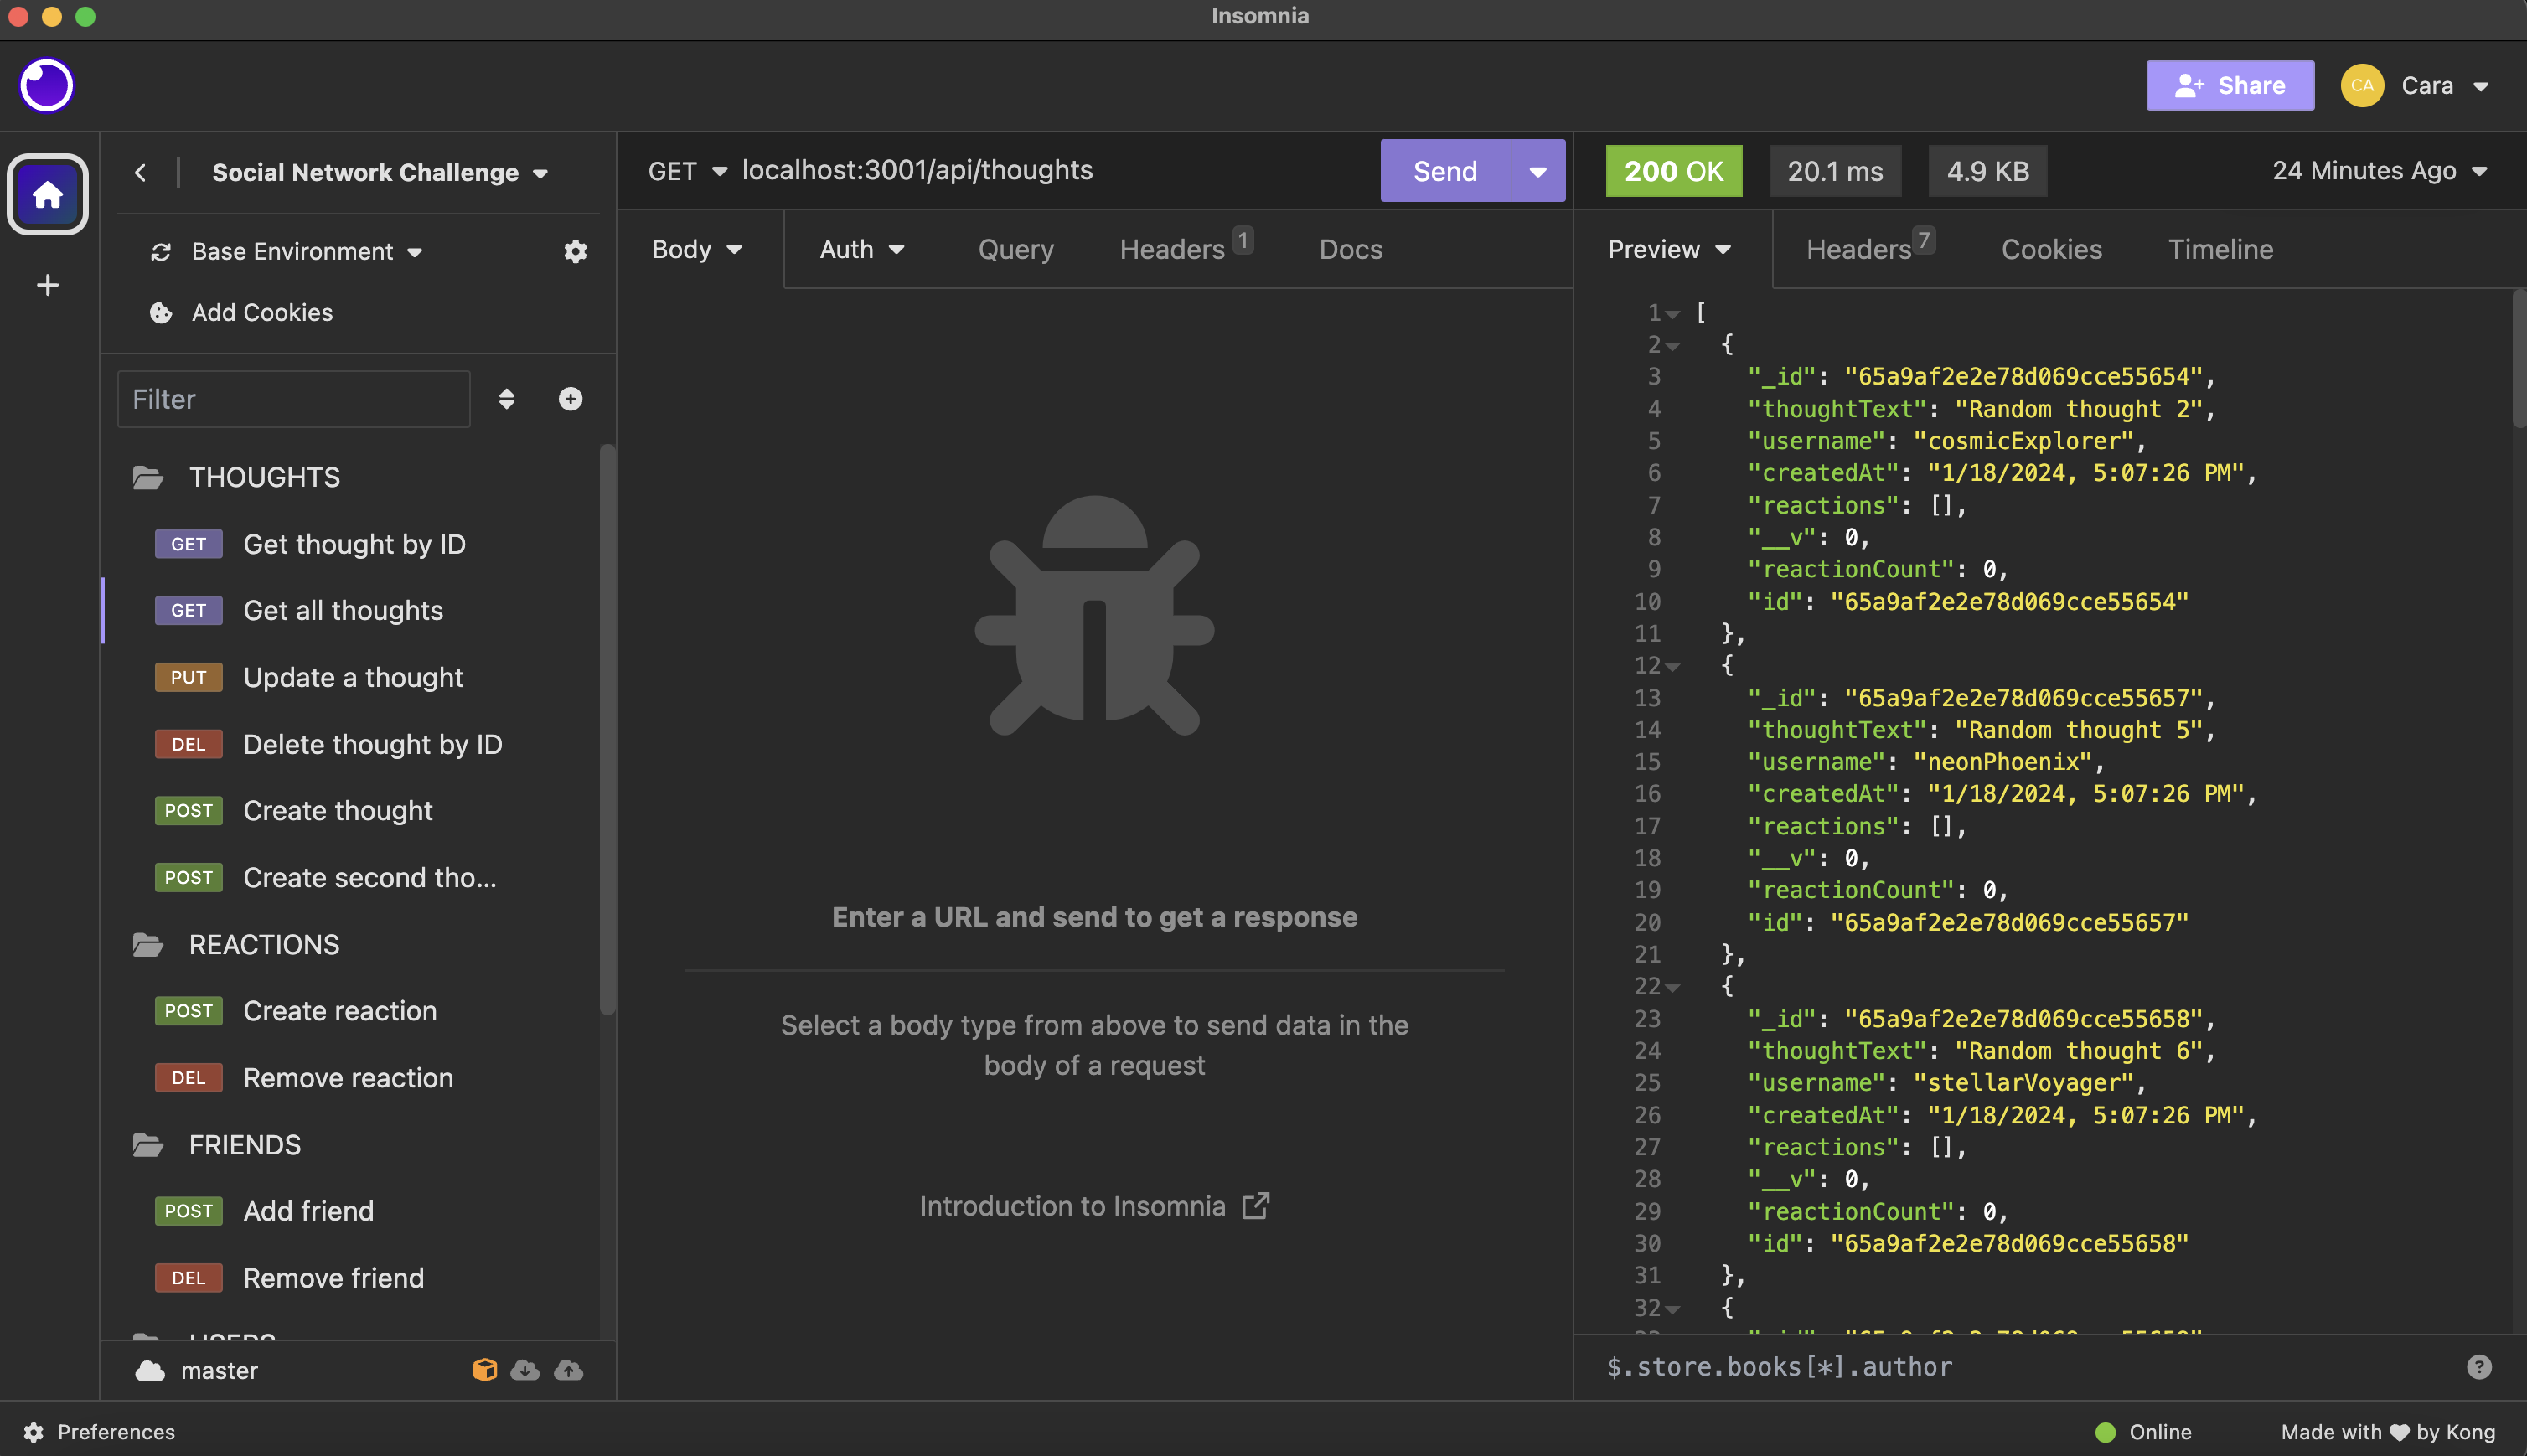 Insomnia
Share
CA
Cara
Social Network Challenge
Base Environment
Add Cookies
Filter
THOUGHTS
GET Get thought by ID
GET Get all thoughts
PUT Update a thought
DEL Delete thought by ID
POST Create thought
POST Create second tho...
REACTIONS
POST Create reaction
DEL Remove reaction
FRIENDS
POST Add friend
DEL Remove friend
USERS
master
GET localhost:3001/api/thoughts
Send
Body Auth Query Headers 1 Docs
Enter a URL and send to get a response
Select a body type from above to send data in the
body of a request
Introduction to Insomnia
200 OK 20.1 ms 4.9 KB 24 Minutes Ago
Preview Headers 7 Cookies Timeline
1 [
2 {
3 "_id": "65a9af2e2e78d069cce55654",
4 "thoughtText": "Random thought 2",
5 "username": "cosmicExplorer",
6 "createdAt": "1/18/2024, 5:07:26 PM",
7 "reactions": [],
8 "__v": 0,
9 "reactionCount": 0,
10 "id": "65a9af2e2e78d069cce55654"
11 },
12 {
13 "_id": "65a9af2e2e78d069cce55657",
14 "thoughtText": "Random thought 5",
15 "username": "neonPhoenix",
16 "createdAt": "1/18/2024, 5:07:26 PM",
17 "reactions": [],
18 "__v": 0,
19 "reactionCount": 0,
20 "id": "65a9af2e2e78d069cce55657"
21 },
22 {
23 "_id": "65a9af2e2e78d069cce55658",
24 "thoughtText": "Random thought 6",
25 "username": "stellarVoyager",
26 "createdAt": "1/18/2024, 5:07:26 PM",
27 "reactions": [],
28 "__v": 0,
29 "reactionCount": 0,
30 "id": "65a9af2e2e78d069cce55658"
31 },
32 {
$.store.books[*].author
Preferences
Online
Made with ♥ by Kong